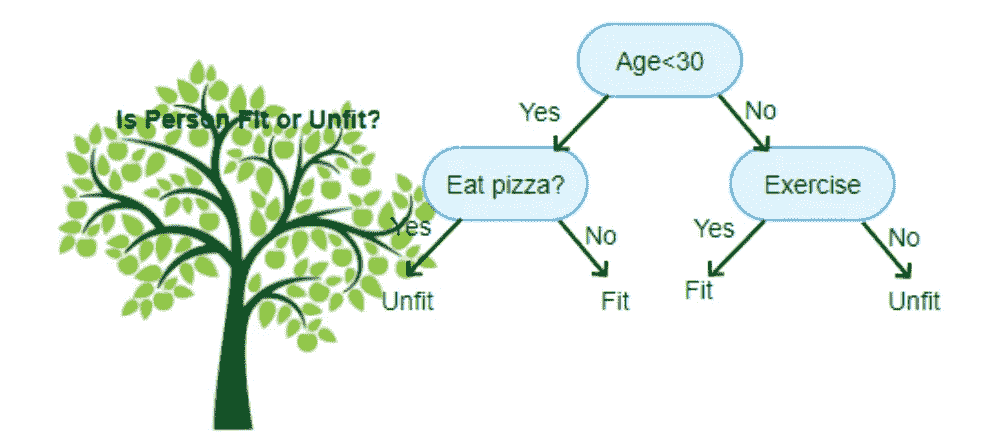 Is Person Fit or Unfit?
Age<30
Yes
No
Eat pizza?
Exercise
Yes
No
Yes
No
Unfit
Fit
Fit
Unfit